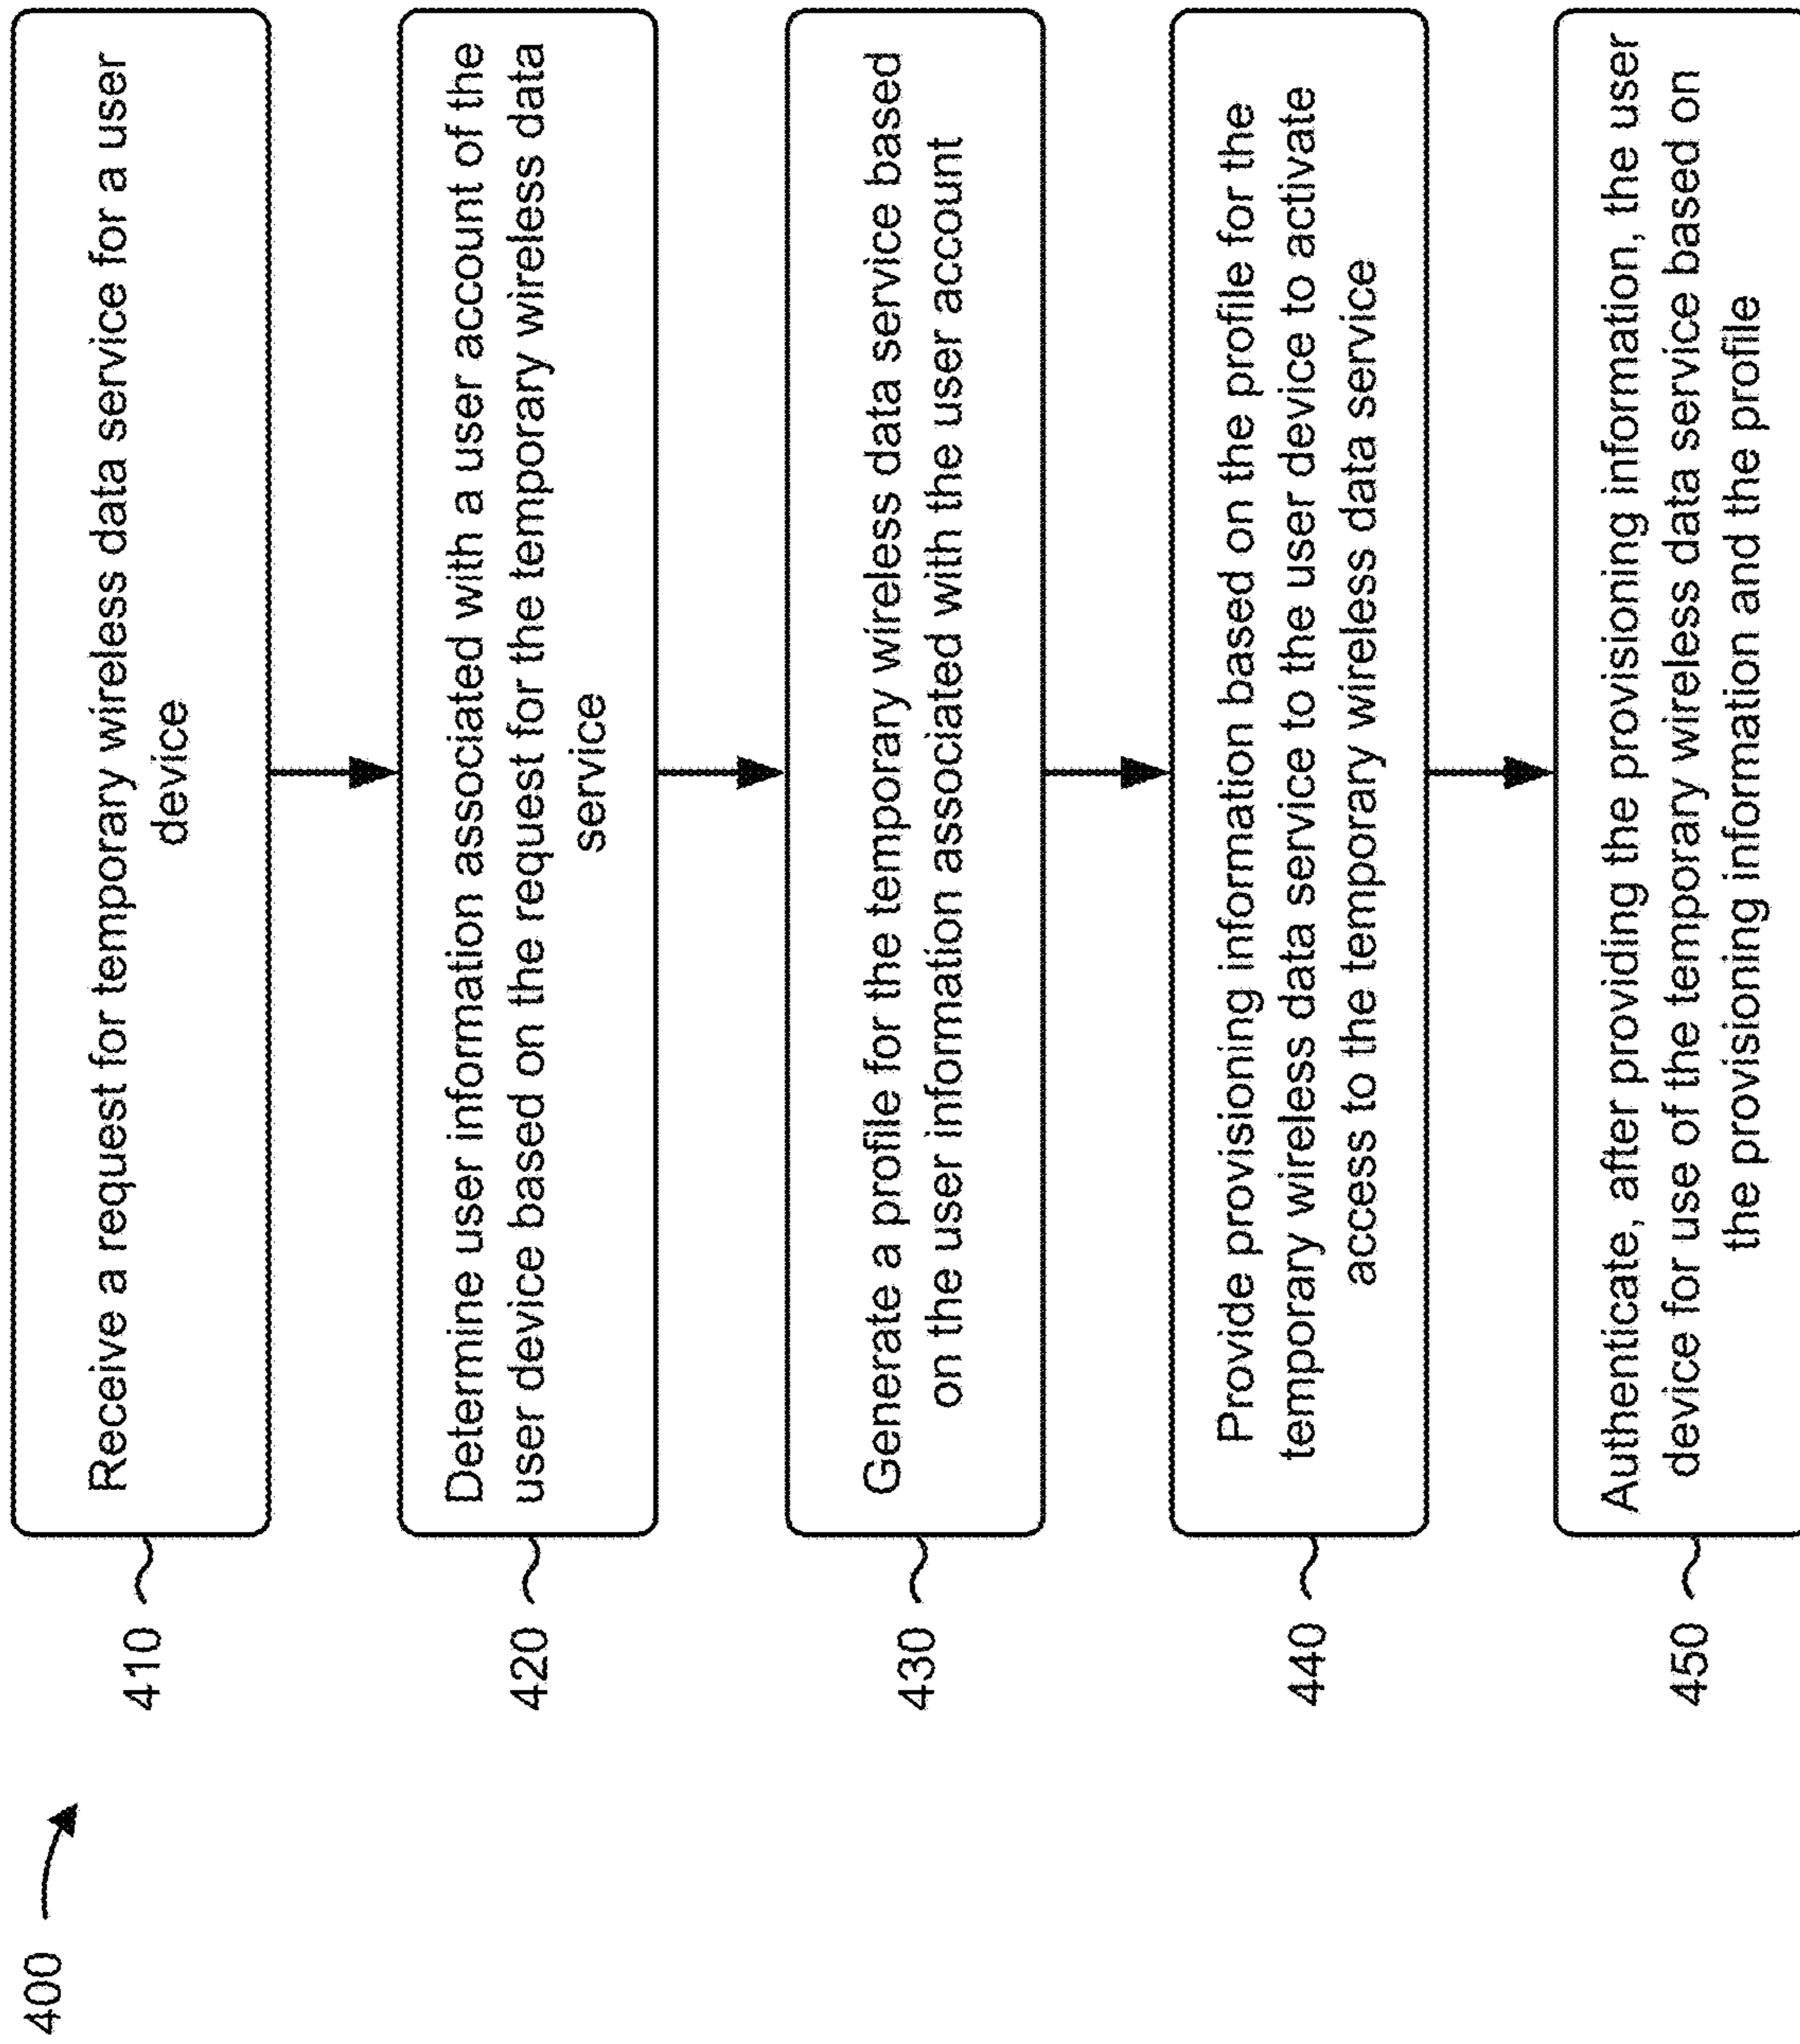 400
410
Receive a request for temporary wireless data service for a user
device
420
Determine user information associated with a user account of the
user device based on the request for the temporary wireless data
service
430
Generate a profile for the temporary wireless data service based
on the user information associated with the user account
440
Provide provisioning information based on the profile for the
temporary wireless data service to the user device to activate
access to the temporary wireless data service
450
Authenticate, after providing the provisioning information, the user
device for use of the temporary wireless data service based on
the provisioning information and the profile